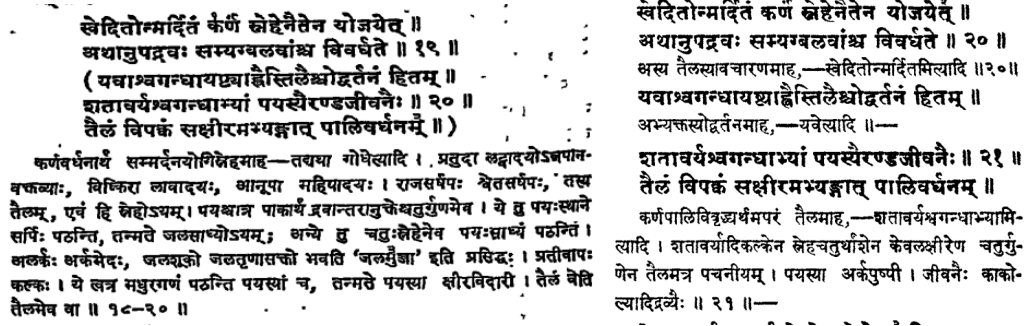 स्वेदितोन्मर्दितं कर्णं स्नेहेनैतेन योजयेत् ॥
अथानुपद्रवः सम्यग्बलवांश्च विवर्धते ॥ १९ ॥
(यवाश्वगन्धायष्ट्याह्वैस्तिलैश्चोद्वर्तनं हितम् ॥
शतावर्यश्वगन्धाभ्यां पयस्यैरण्डजीवनैः ॥ २० ॥
तैलं विपक्वं सक्षीरमभ्यङ्गात् पालिवर्धनम् ॥)
कर्णवर्धनार्थं सम्मर्दनयोगिस्नेहमाह—तद्यथा गोधेत्यादि । प्रतुदा लट्वादयोऽन्नपान-
वक्तव्याः, विष्किरा लावादयः, आनूपा महिषादयः । राजसर्षपः श्वेतसर्षपः, तस्य
तैलम्, एवं हि स्नेहोऽयम् । पयश्चात्र पाकार्थं द्रवान्तरानुक्तेश्चतुर्गुणमेव । ये तु पयःस्थाने
सर्पिः पठन्ति, तन्मते जलसाध्योऽयम्; अन्ये तु चतुःस्नेहेनेव पयःसाध्यं पठन्ति ।
अलर्कः अर्कभेदः, जलशूको जलतृणासक्तो भवति 'जलमुँजा' इति प्रसिद्धः । प्रतीवापः
कल्कः । ये त्वत्र मधुरगणं पठन्ति पयस्यां च, तन्मते पयस्या क्षीरविदारी । तैलं चेति
तैलमेव वा ॥ १८-२० ॥
स्वेदितोन्मर्दितं कर्णं स्नेहेनैतेन योजयेत् ॥
अथानुपद्रवः सम्यग्बलवांश्च विवर्धते ॥ २० ॥
अस्य तैलस्यावचारणमाह,—स्वेदितोन्मर्दितमित्यादि ॥२०॥
यवाश्वगन्धायष्ट्याह्वैस्तिलैश्चोद्वर्तनं हितम् ॥
अभ्यक्तस्योद्वर्तनमाह,—यवेत्यादि ॥—
शतावर्यश्वगन्धाभ्यां पयस्यैरण्डजीवनैः ॥ २१ ॥
तैलं विपक्वं सक्षीरमभ्यङ्गात् पालिवर्धनम् ॥
कर्णपालिविवृद्ध्यर्थमपरं तैलमाह,—शतावर्यश्वगन्धाभ्यामि-
त्यादि । शतावर्यादिकल्केन स्नेहचतुर्थांशेन केवलक्षीरेण चतुर्गु-
णेन तैलमत्र पचनीयम् । पयस्या अर्कपुष्पी । जीवनैः काको-
ल्यादिद्रव्यैः ॥ २१ ॥—